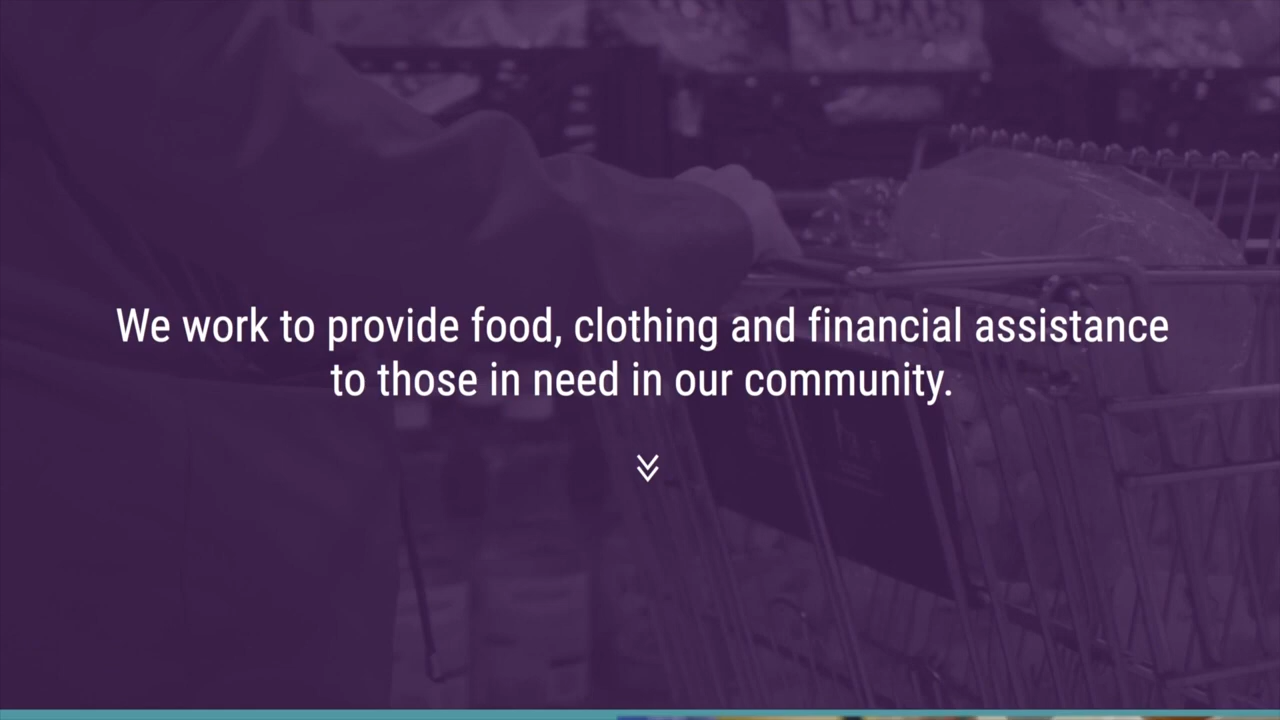 We work to provide food, clothing and financial assistance
to those in need in our community.